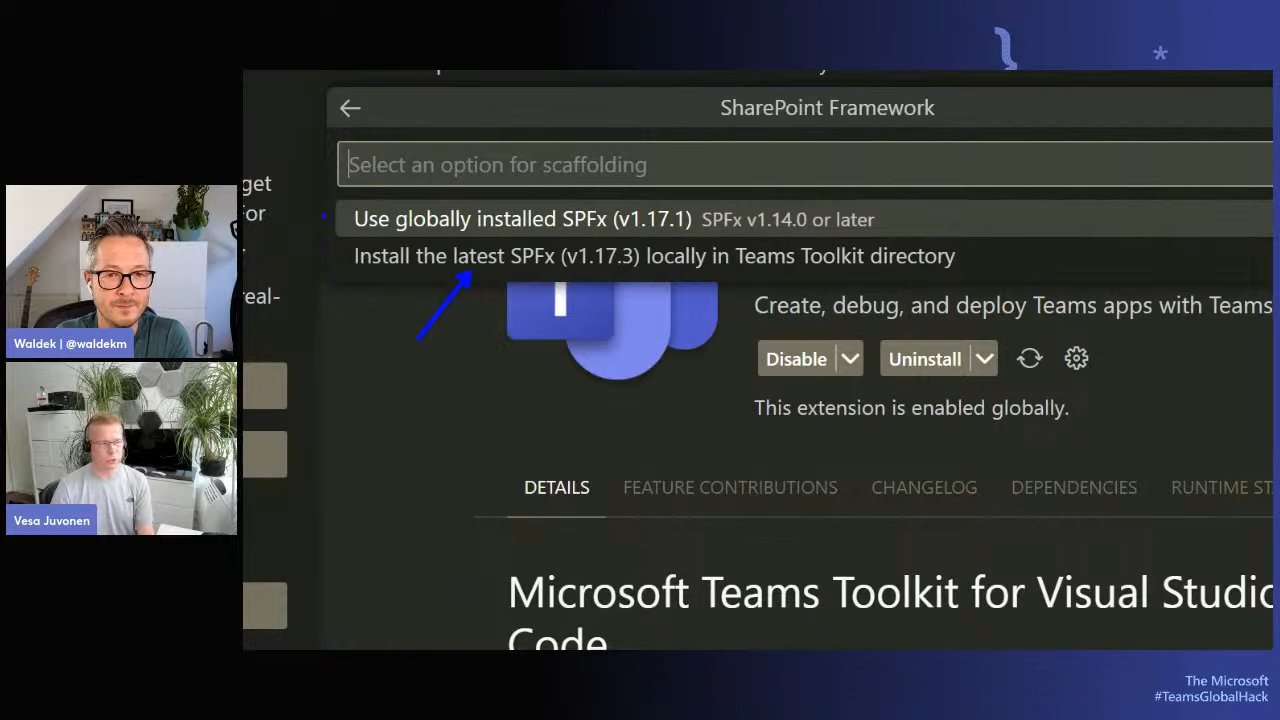 SharePoint Framework
Select an option for scaffolding
Use globally installed SPFx (v1.17.1) SPFx v1.14.0 or later
Install the latest SPFx (v1.17.3) locally in Teams Toolkit directory
get
For
real-
Create, debug, and deploy Teams apps with Teams
Disable
Uninstall
This extension is enabled globally.
DETAILS FEATURE CONTRIBUTIONS CHANGELOG DEPENDENCIES RUNTIME ST
Microsoft Teams Toolkit for Visual Studio
Code
Waldek | @waldekm
Vesa Juvonen
The Microsoft
#TeamsGlobalHack